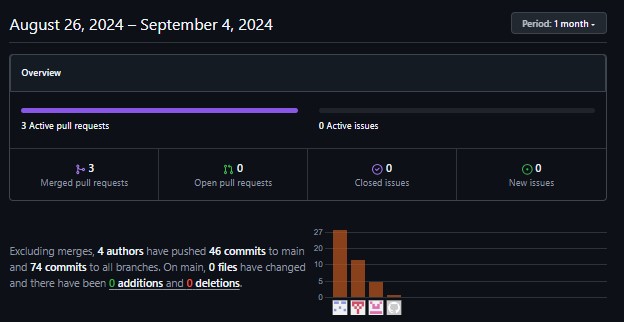 August 26, 2024 – September 4, 2024
Period: 1 month
Overview
3 Active pull requests
0 Active issues
3
Merged pull requests
0
Open pull requests
0
Closed issues
0
New issues
Excluding merges, 4 authors have pushed 46 commits to main
and 74 commits to all branches. On main, 0 files have changed
and there have been 0 additions and 0 deletions.
27
20
10
5
0